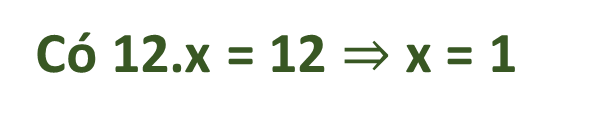 Có 12.x = 12 ⇒ x = 1